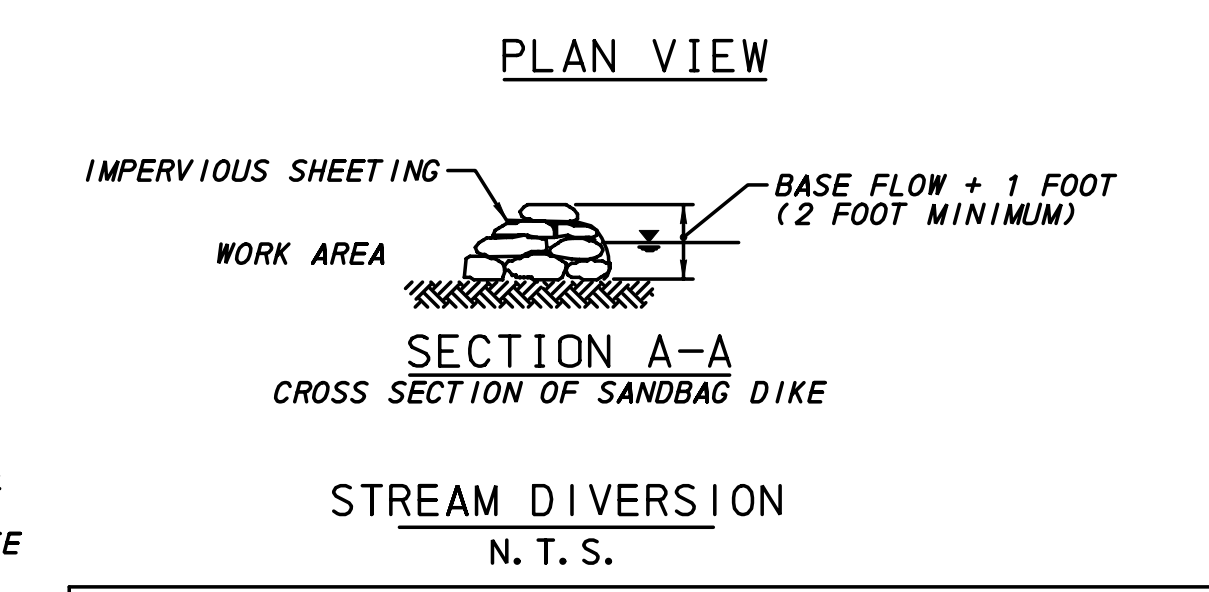 PLAN VIEW
IMPERVIOUS SHEETING
BASE FLOW + 1 FOOT
(2 FOOT MINIMUM)
WORK AREA
SECTION A-A
CROSS SECTION OF SANDBAG DIKE
STREAM DIVERSION
N.T.S.